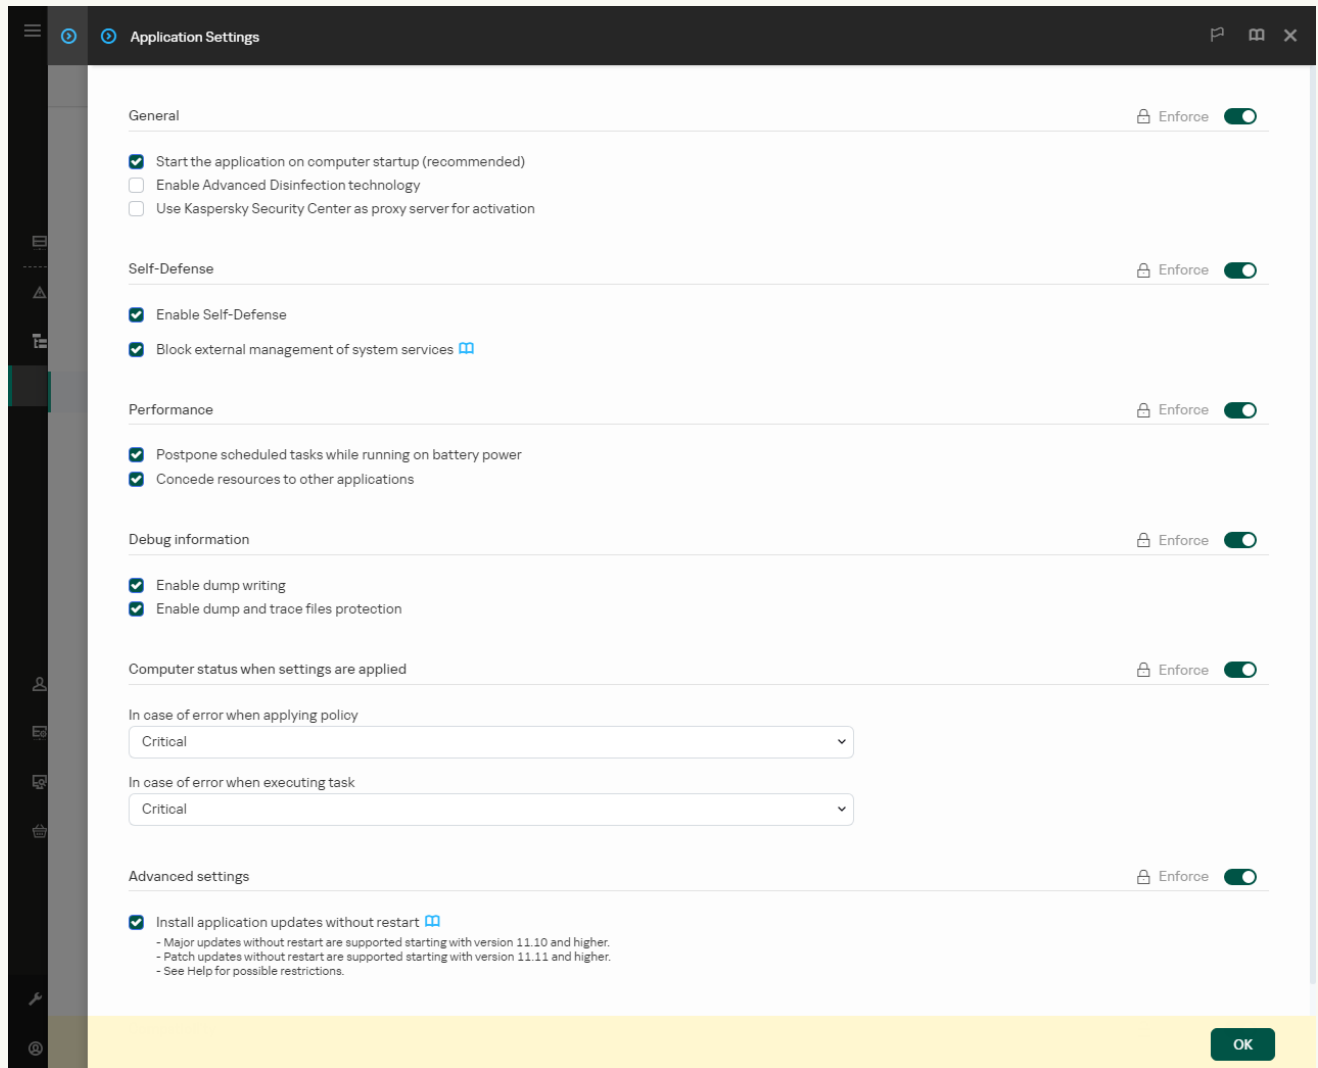 Application Settings
General
Enforce
Start the application on computer startup (recommended)
Enable Advanced Disinfection technology
Use Kaspersky Security Center as proxy server for activation
Self-Defense
Enforce
Enable Self-Defense
Block external management of system services
Performance
Enforce
Postpone scheduled tasks while running on battery power
Concede resources to other applications
Debug information
Enforce
Enable dump writing
Enable dump and trace files protection
Computer status when settings are applied
Enforce
In case of error when applying policy
Critical
In case of error when executing task
Critical
Advanced settings
Enforce
Install application updates without restart
- Major updates without restart are supported starting with version 11.10 and higher.
- Patch updates without restart are supported starting with version 11.11 and higher.
- See Help for possible restrictions.
OK